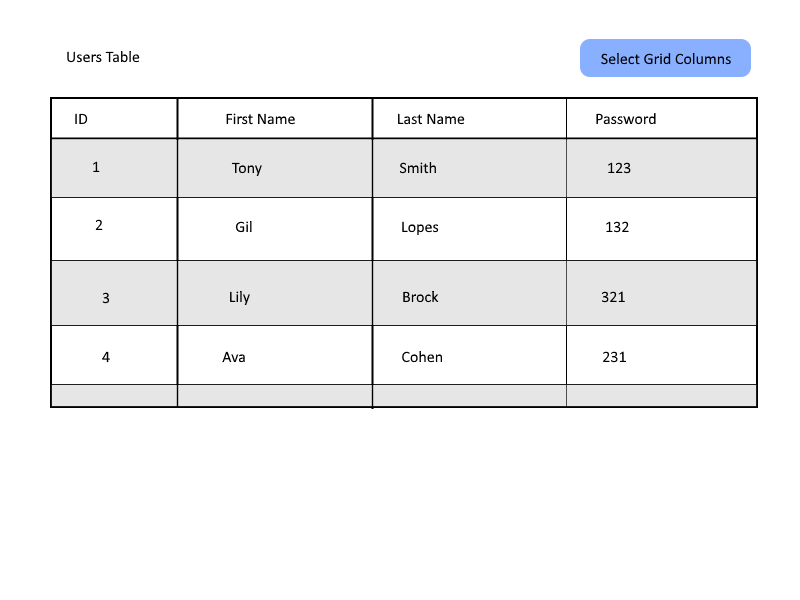 Users Table
Select Grid Columns
ID First Name Last Name Password
1 Tony Smith 123
2 Gil Lopes 132
3 Lily Brock 321
4 Ava Cohen 231